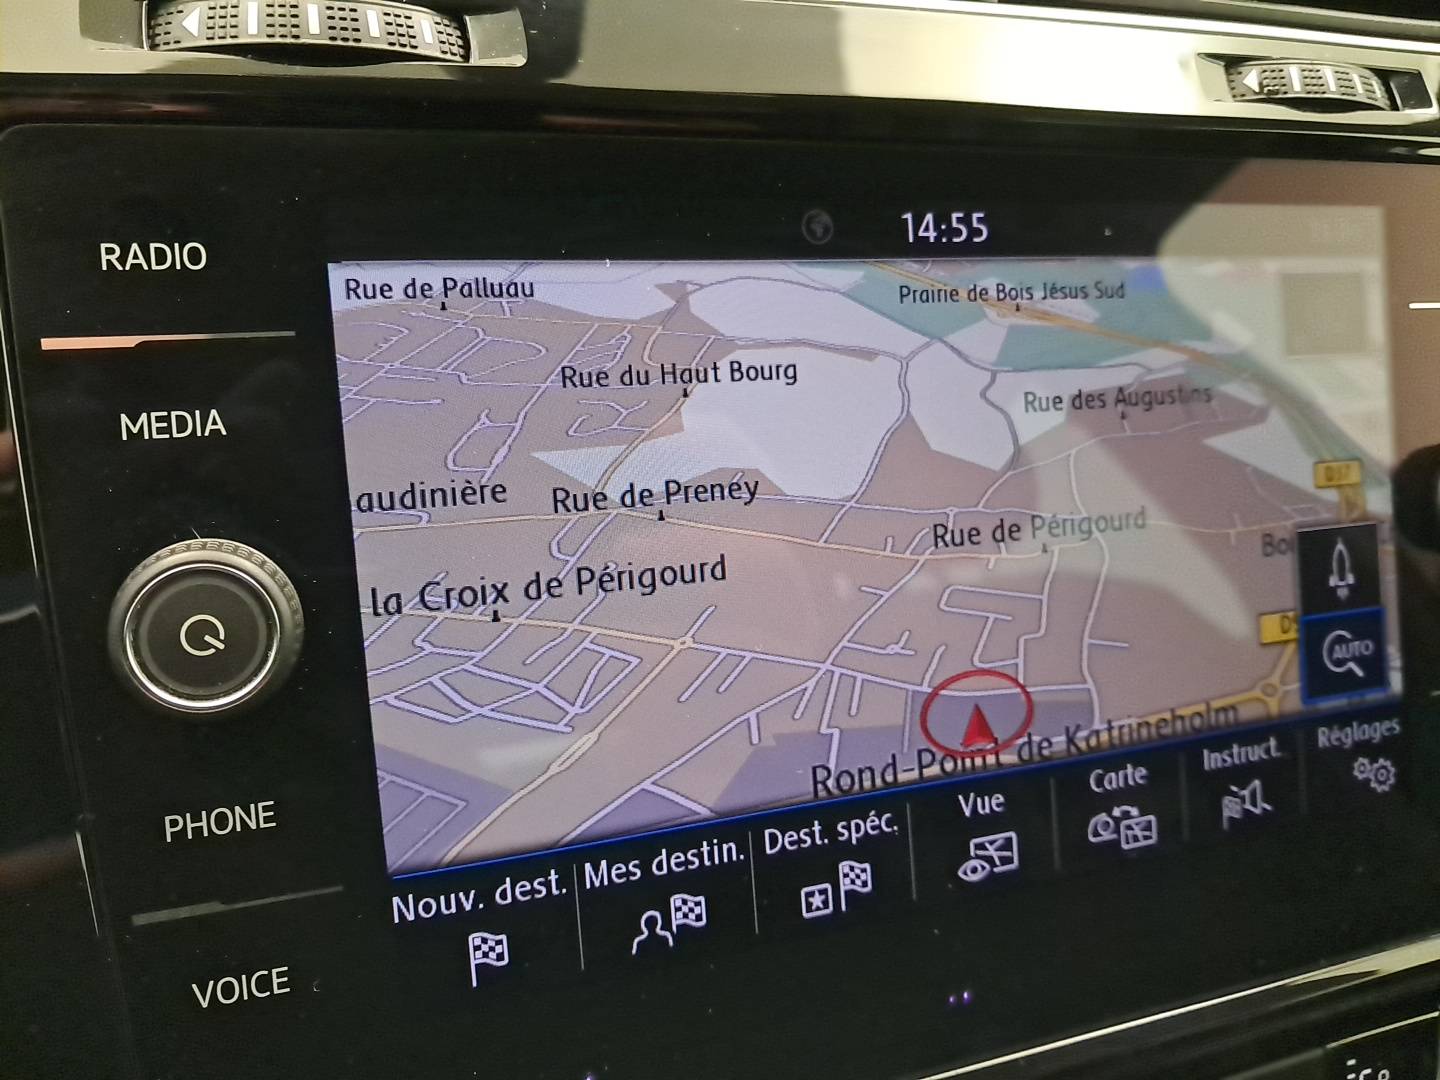 14:55
RADIO
MEDIA
PHONE
VOICE
Rue de Palluau
Prairie de Bois Jésus Sud
Rue du Haut Bourg
Rue des Augustins
audinière
Rue de Preney
Rue de Périgourd
la Croix de Périgourd
AUTO
Rond-Point de Katrineholm
Nouv. dest.
Mes destin.
Dest. spéc.
Vue
Carte
Instruct.
Réglages